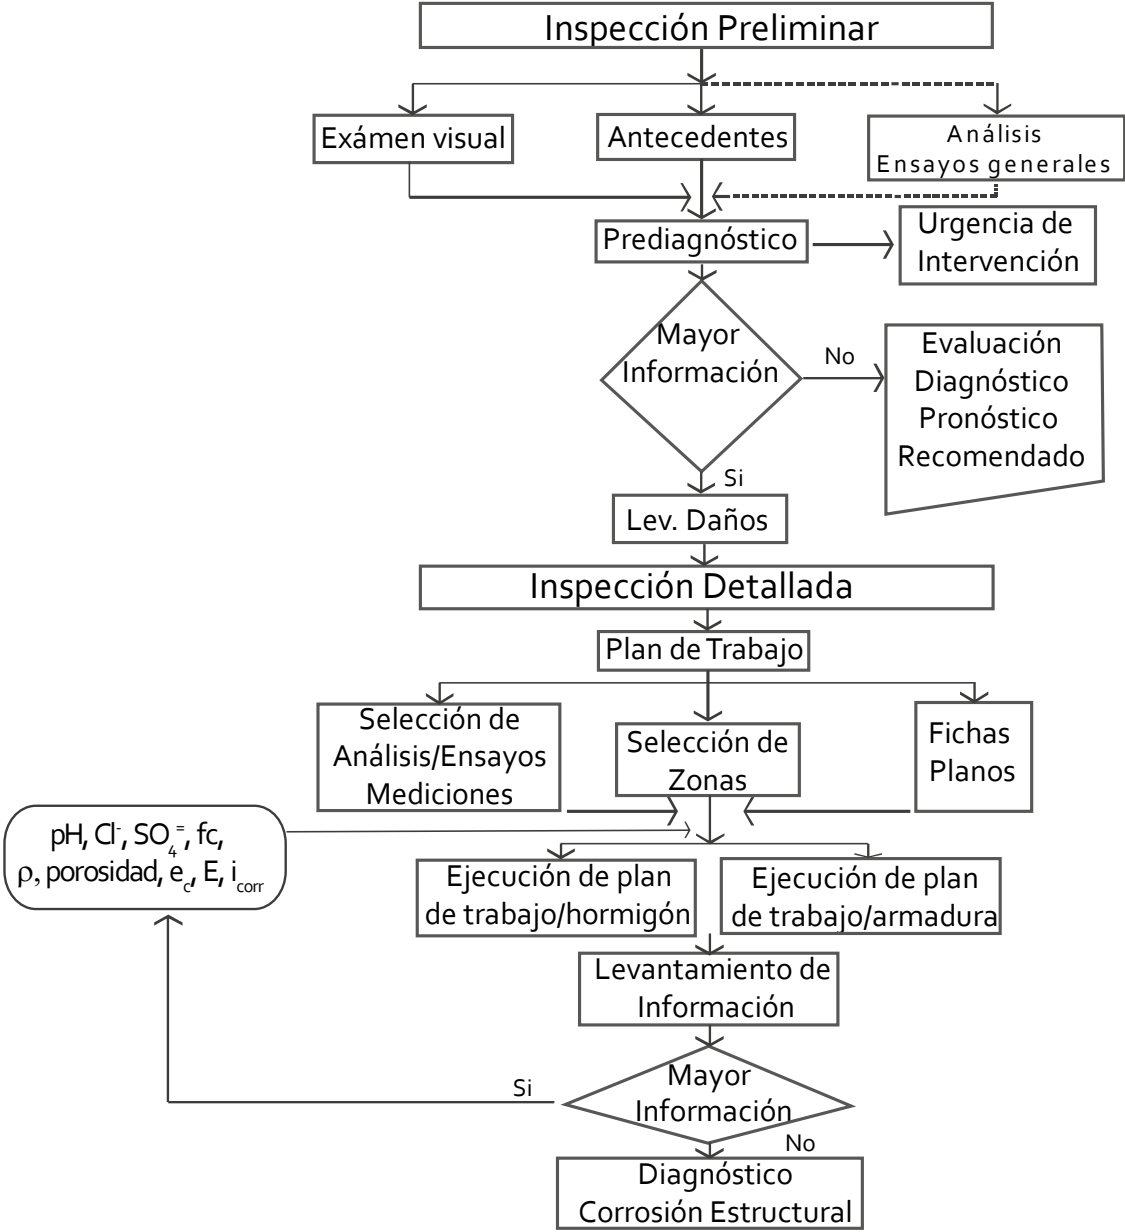 Inspección Preliminar
Exámen visual
Antecedentes
Análisis
Ensayos generales
Prediagnóstico
Urgencia de
Intervención
Mayor
Información
No
Evaluación
Diagnóstico
Pronóstico
Recomendado
Si
Lev. Daños
Inspección Detallada
Plan de Trabajo
Selección de
Análisis/Ensayos
Mediciones
Selección de
Zonas
Fichas
Planos
pH, Cl⁻, SO₄⁼, fc,
ρ, porosidad, e_c, E, i_corr
Ejecución de plan
de trabajo/hormigón
Ejecución de plan
de trabajo/armadura
Levantamiento de
Información
Mayor
Información
Si
No
Diagnóstico
Corrosión Estructural